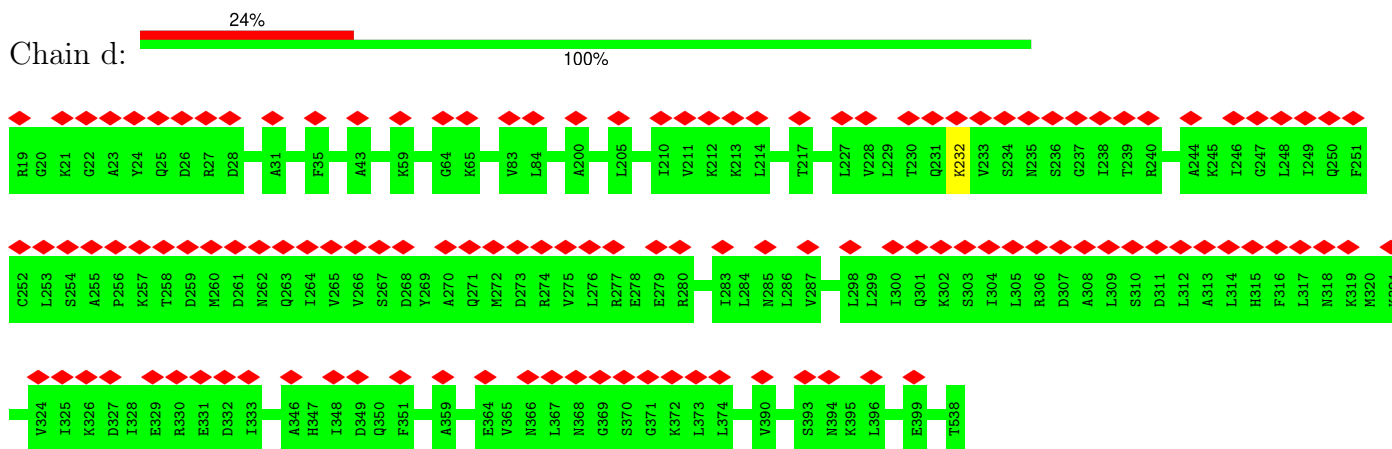 24%
Chain d:
100%
R19 G20 K21 G22 A23 Y24 Q25 D26 R27 D28 A31 F35 A43 K59 G64 K65 V83 L84 A200 L205 I210 V211 K212 K213 L214 T217 L227 V228 L229 T230 Q231 K232 V233 S234 N235 S236 G237 I238 T239 R240 A244 K245 I246 G247 L248 I249 Q250 F251
C252 L253 S254 A255 P256 K257 T258 D259 M260 D261 N262 Q263 I264 V265 V266 S267 D268 Y269 A270 Q271 M272 D273 R274 V275 L276 R277 E278 E279 R280 I283 L284 N285 L286 V287 L298 L299 I300 Q301 K302 S303 I304 L305 R306 D307 A308 L309 S310 D311 L312 A313 L314 H315 F316 L317 N318 K319 M320
V324 I325 K326 D327 I328 E329 R330 E331 D332 I333 A346 H347 I348 D349 Q350 F351 A359 E364 V365 N366 L367 N368 G369 S370 G371 K372 L373 L374 V390 S393 N394 K395 L396 E399 T538